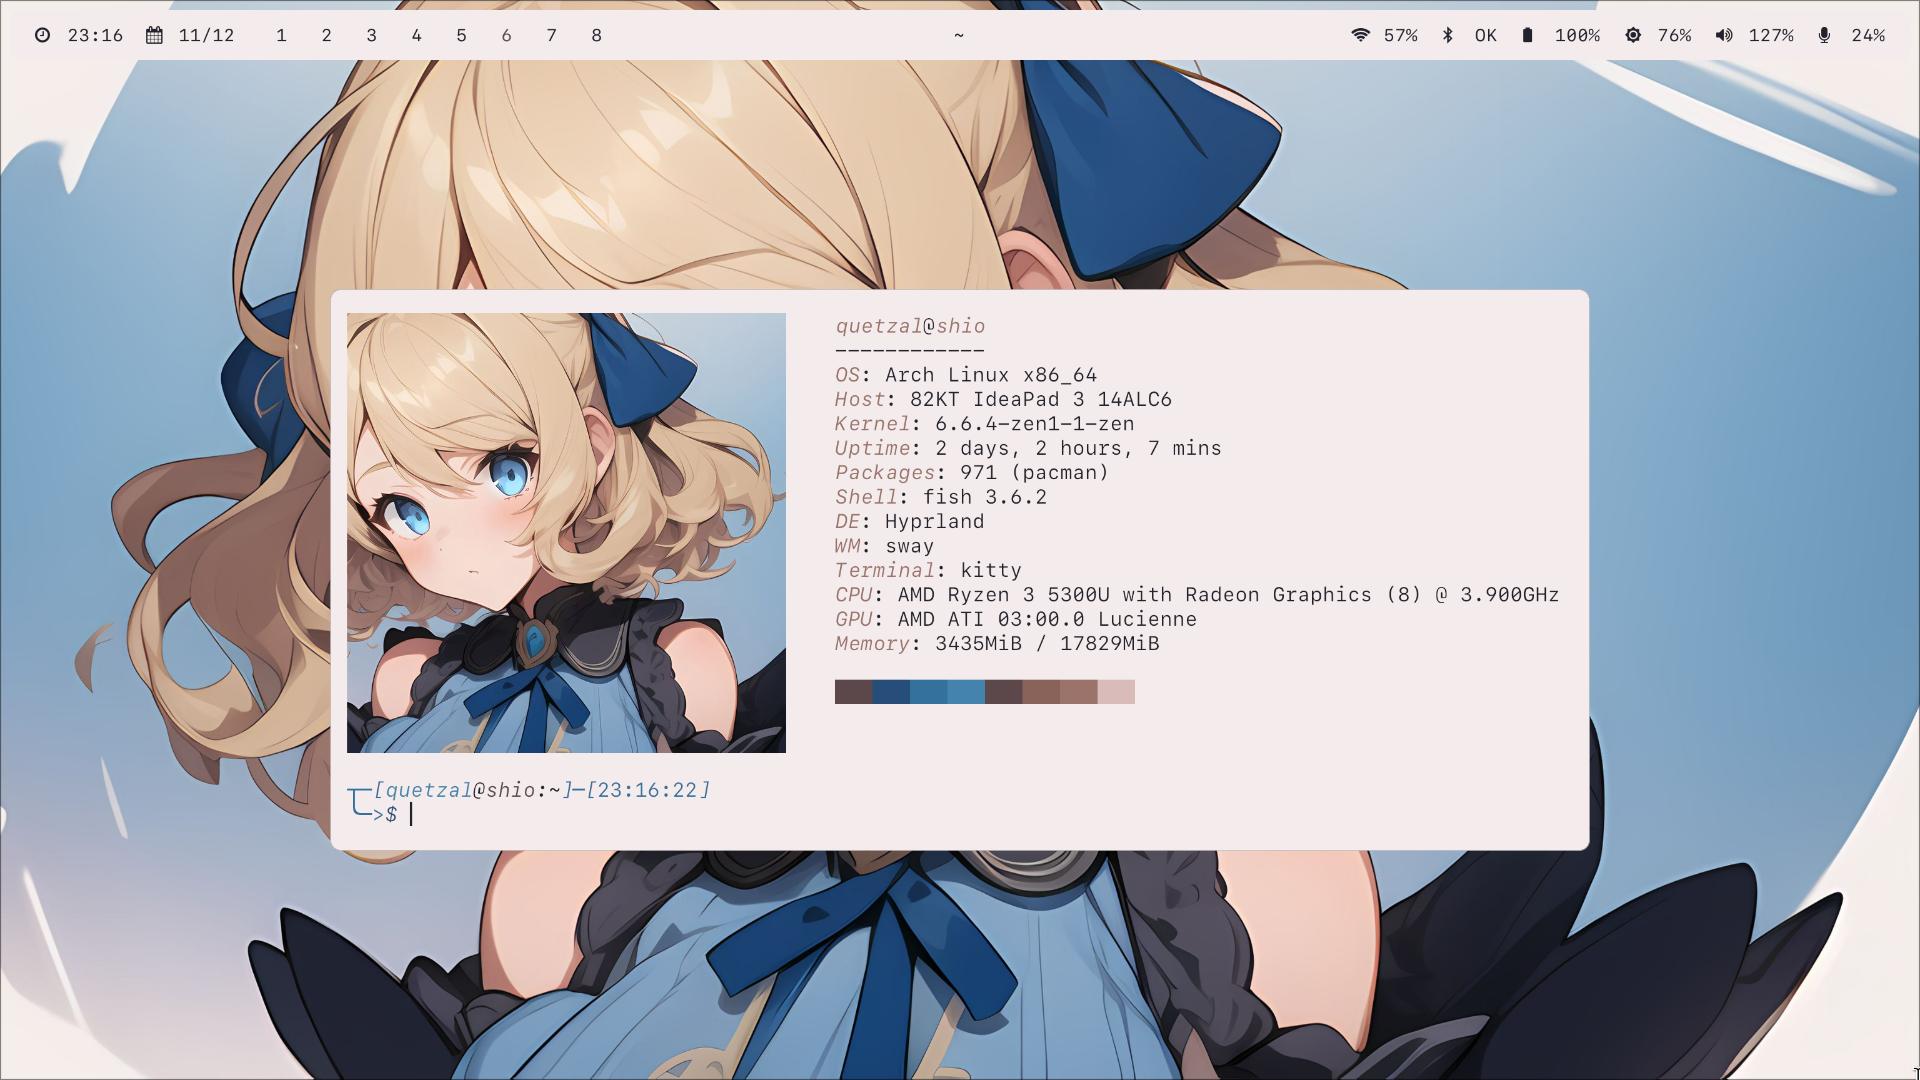 23:16 11/12 1 2 3 4 5 6 7 8 ~ 57% OK 100% 76% 127% 24%
quetzal@shio
------------
OS: Arch Linux x86_64
Host: 82KT IdeaPad 3 14ALC6
Kernel: 6.6.4-zen1-1-zen
Uptime: 2 days, 2 hours, 7 mins
Packages: 971 (pacman)
Shell: fish 3.6.2
DE: Hyprland
WM: sway
Terminal: kitty
CPU: AMD Ryzen 3 5300U with Radeon Graphics (8) @ 3.900GHz
GPU: AMD ATI 03:00.0 Lucienne
Memory: 3435MiB / 17829MiB
┬─[quetzal@shio:~]─[23:16:22]
╰─>$